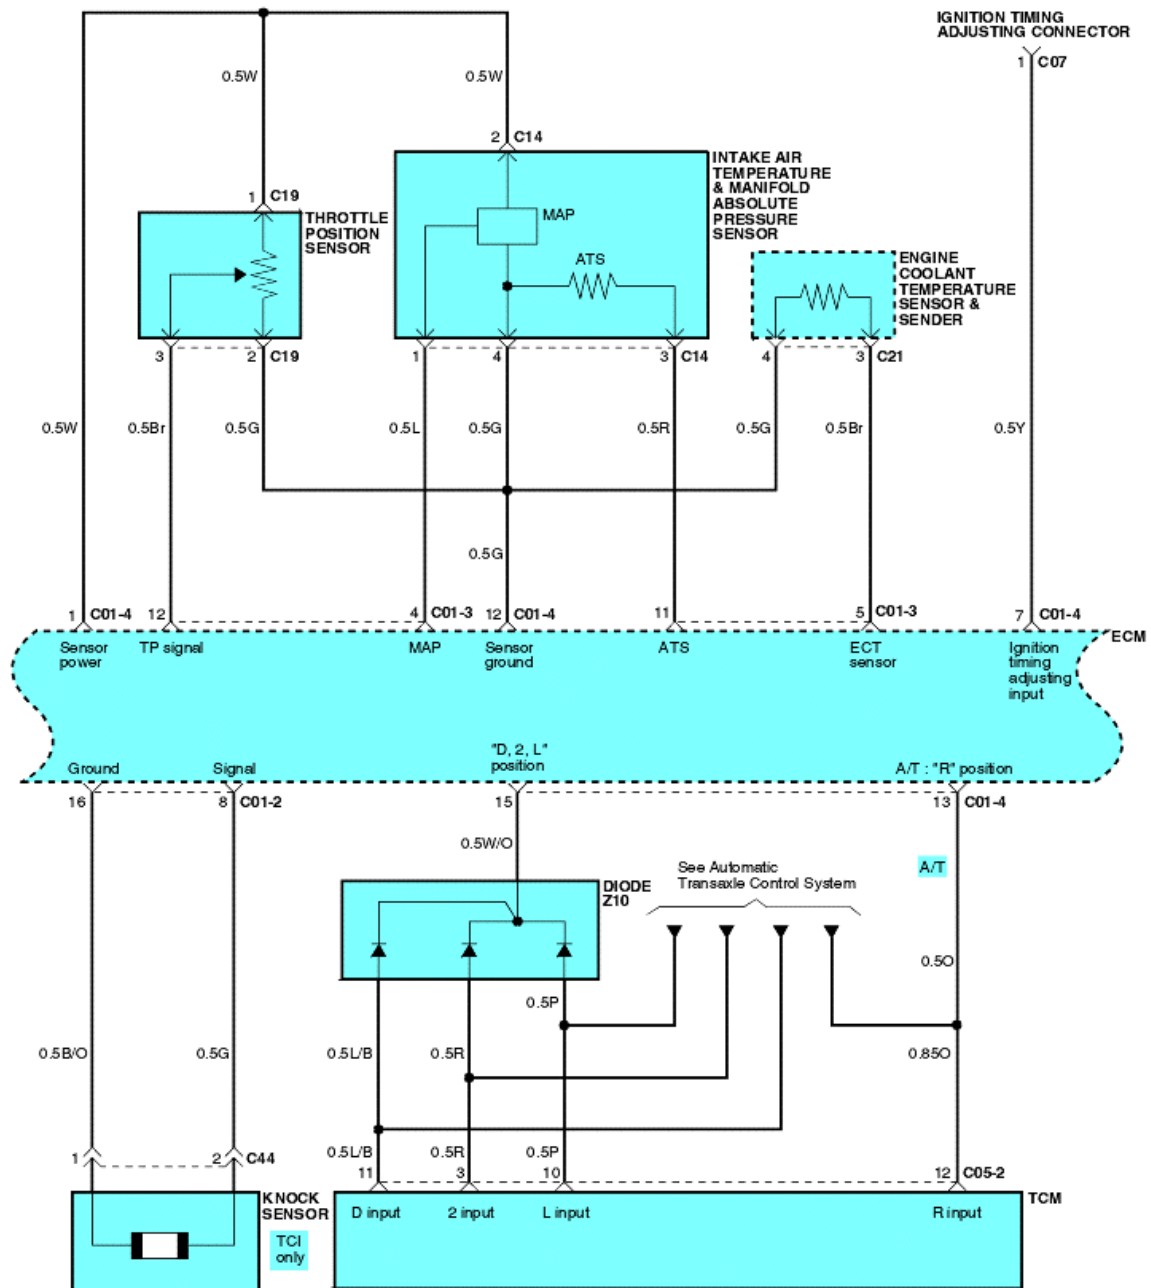 IGNITION TIMING
ADJUSTING CONNECTOR
1 C07
0.5W
0.5W
2 C14
INTAKE AIR
TEMPERATURE
& MANIFOLD
ABSOLUTE
PRESSURE
SENSOR
MAP
ATS
1 C19
THROTTLE
POSITION
SENSOR
ENGINE
COOLANT
TEMPERATURE
SENSOR &
SENDER
3
2 C19
1
4
3 C14
4
3 C21
0.5W
0.5Br
0.5G
0.5L
0.5G
0.5R
0.5G
0.5Br
0.5Y
0.5G
1 C01-4
12
4 C01-3
12 C01-4
11
5 C01-3
7 C01-4
ECM
Sensor
power
TP signal
MAP
Sensor
ground
ATS
ECT
sensor
Ignition
timing
adjusting
input
Ground
Signal
"D, 2, L"
position
A/T : "R" position
16
8 C01-2
15
13 C01-4
0.5W/O
A/T
See Automatic
Transaxle Control System
DIODE
Z10
0.5O
0.5P
0.5B/O
0.5G
0.5L/B
0.5R
0.85O
0.5L/B
0.5R
0.5P
1
2 C44
11
3
10
12 C05-2
KNOCK
SENSOR
TCI
only
TCM
D input
2 input
L input
R input